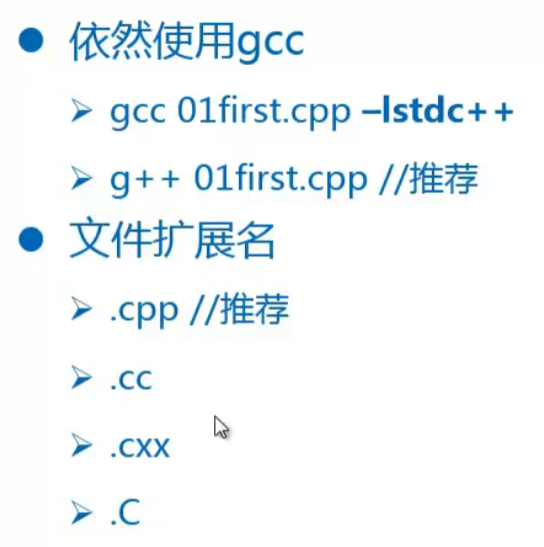 依然使用gcc
gcc 01first.cpp –lstdc++
g++ 01first.cpp //推荐
文件扩展名
.cpp //推荐
.cc
.cxx
.C